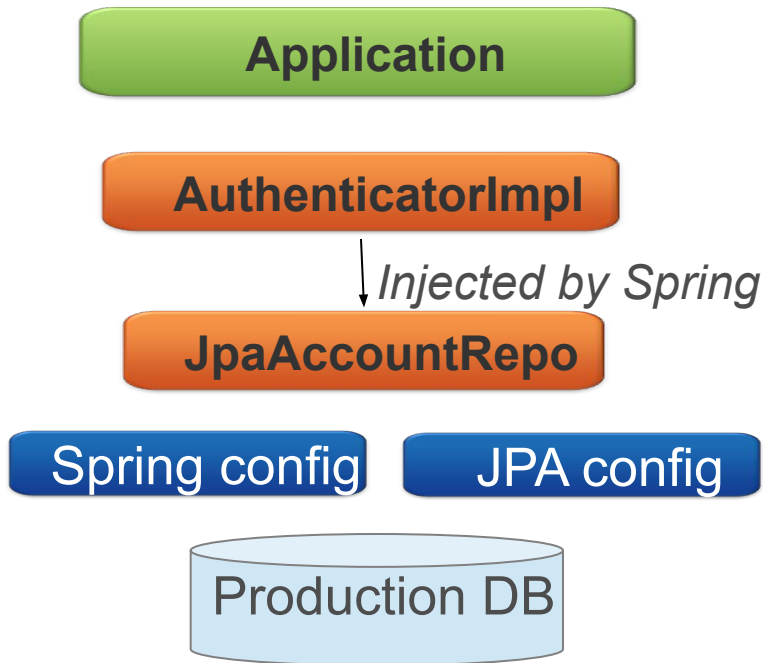 Application
AuthenticatorImpl
Injected by Spring
JpaAccountRepo
Spring config
JPA config
Production DB